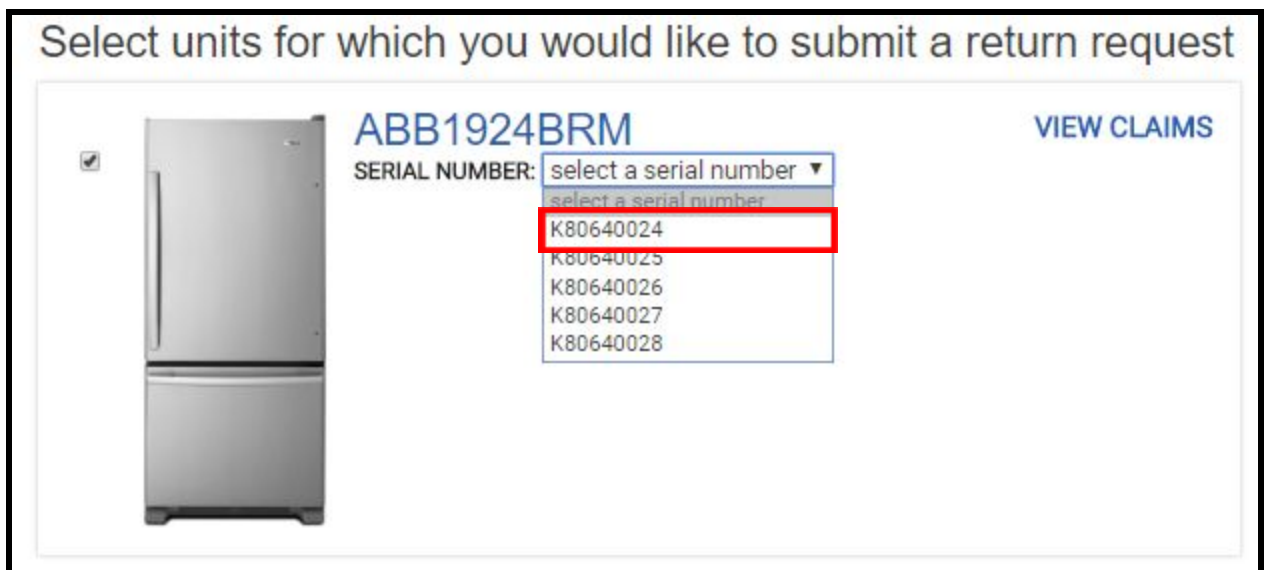 Select units for which you would like to submit a return request
ABB1924BRM
VIEW CLAIMS
SERIAL NUMBER: select a serial number ▼
select a serial number
K80640024
K80640025
K80640026
K80640027
K80640028